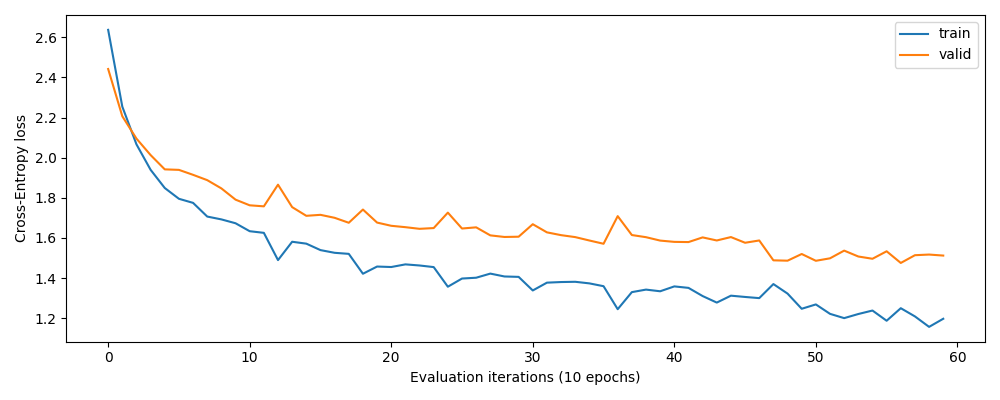 2.6
2.4
2.2
2.0
1.8
1.6
1.4
1.2
Cross-Entropy loss
train
valid
0 10 20 30 40 50 60
Evaluation iterations (10 epochs)